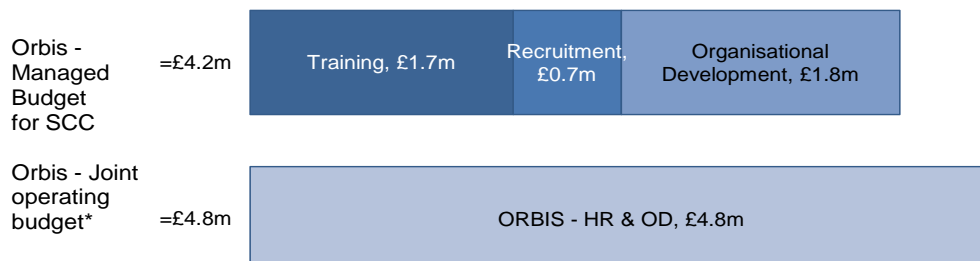 Orbis -
Managed
Budget
for SCC
=£4.2m
Training, £1.7m
Recruitment,
£0.7m
Organisational
Development, £1.8m
Orbis - Joint
operating
budget*
=£4.8m
ORBIS - HR & OD, £4.8m